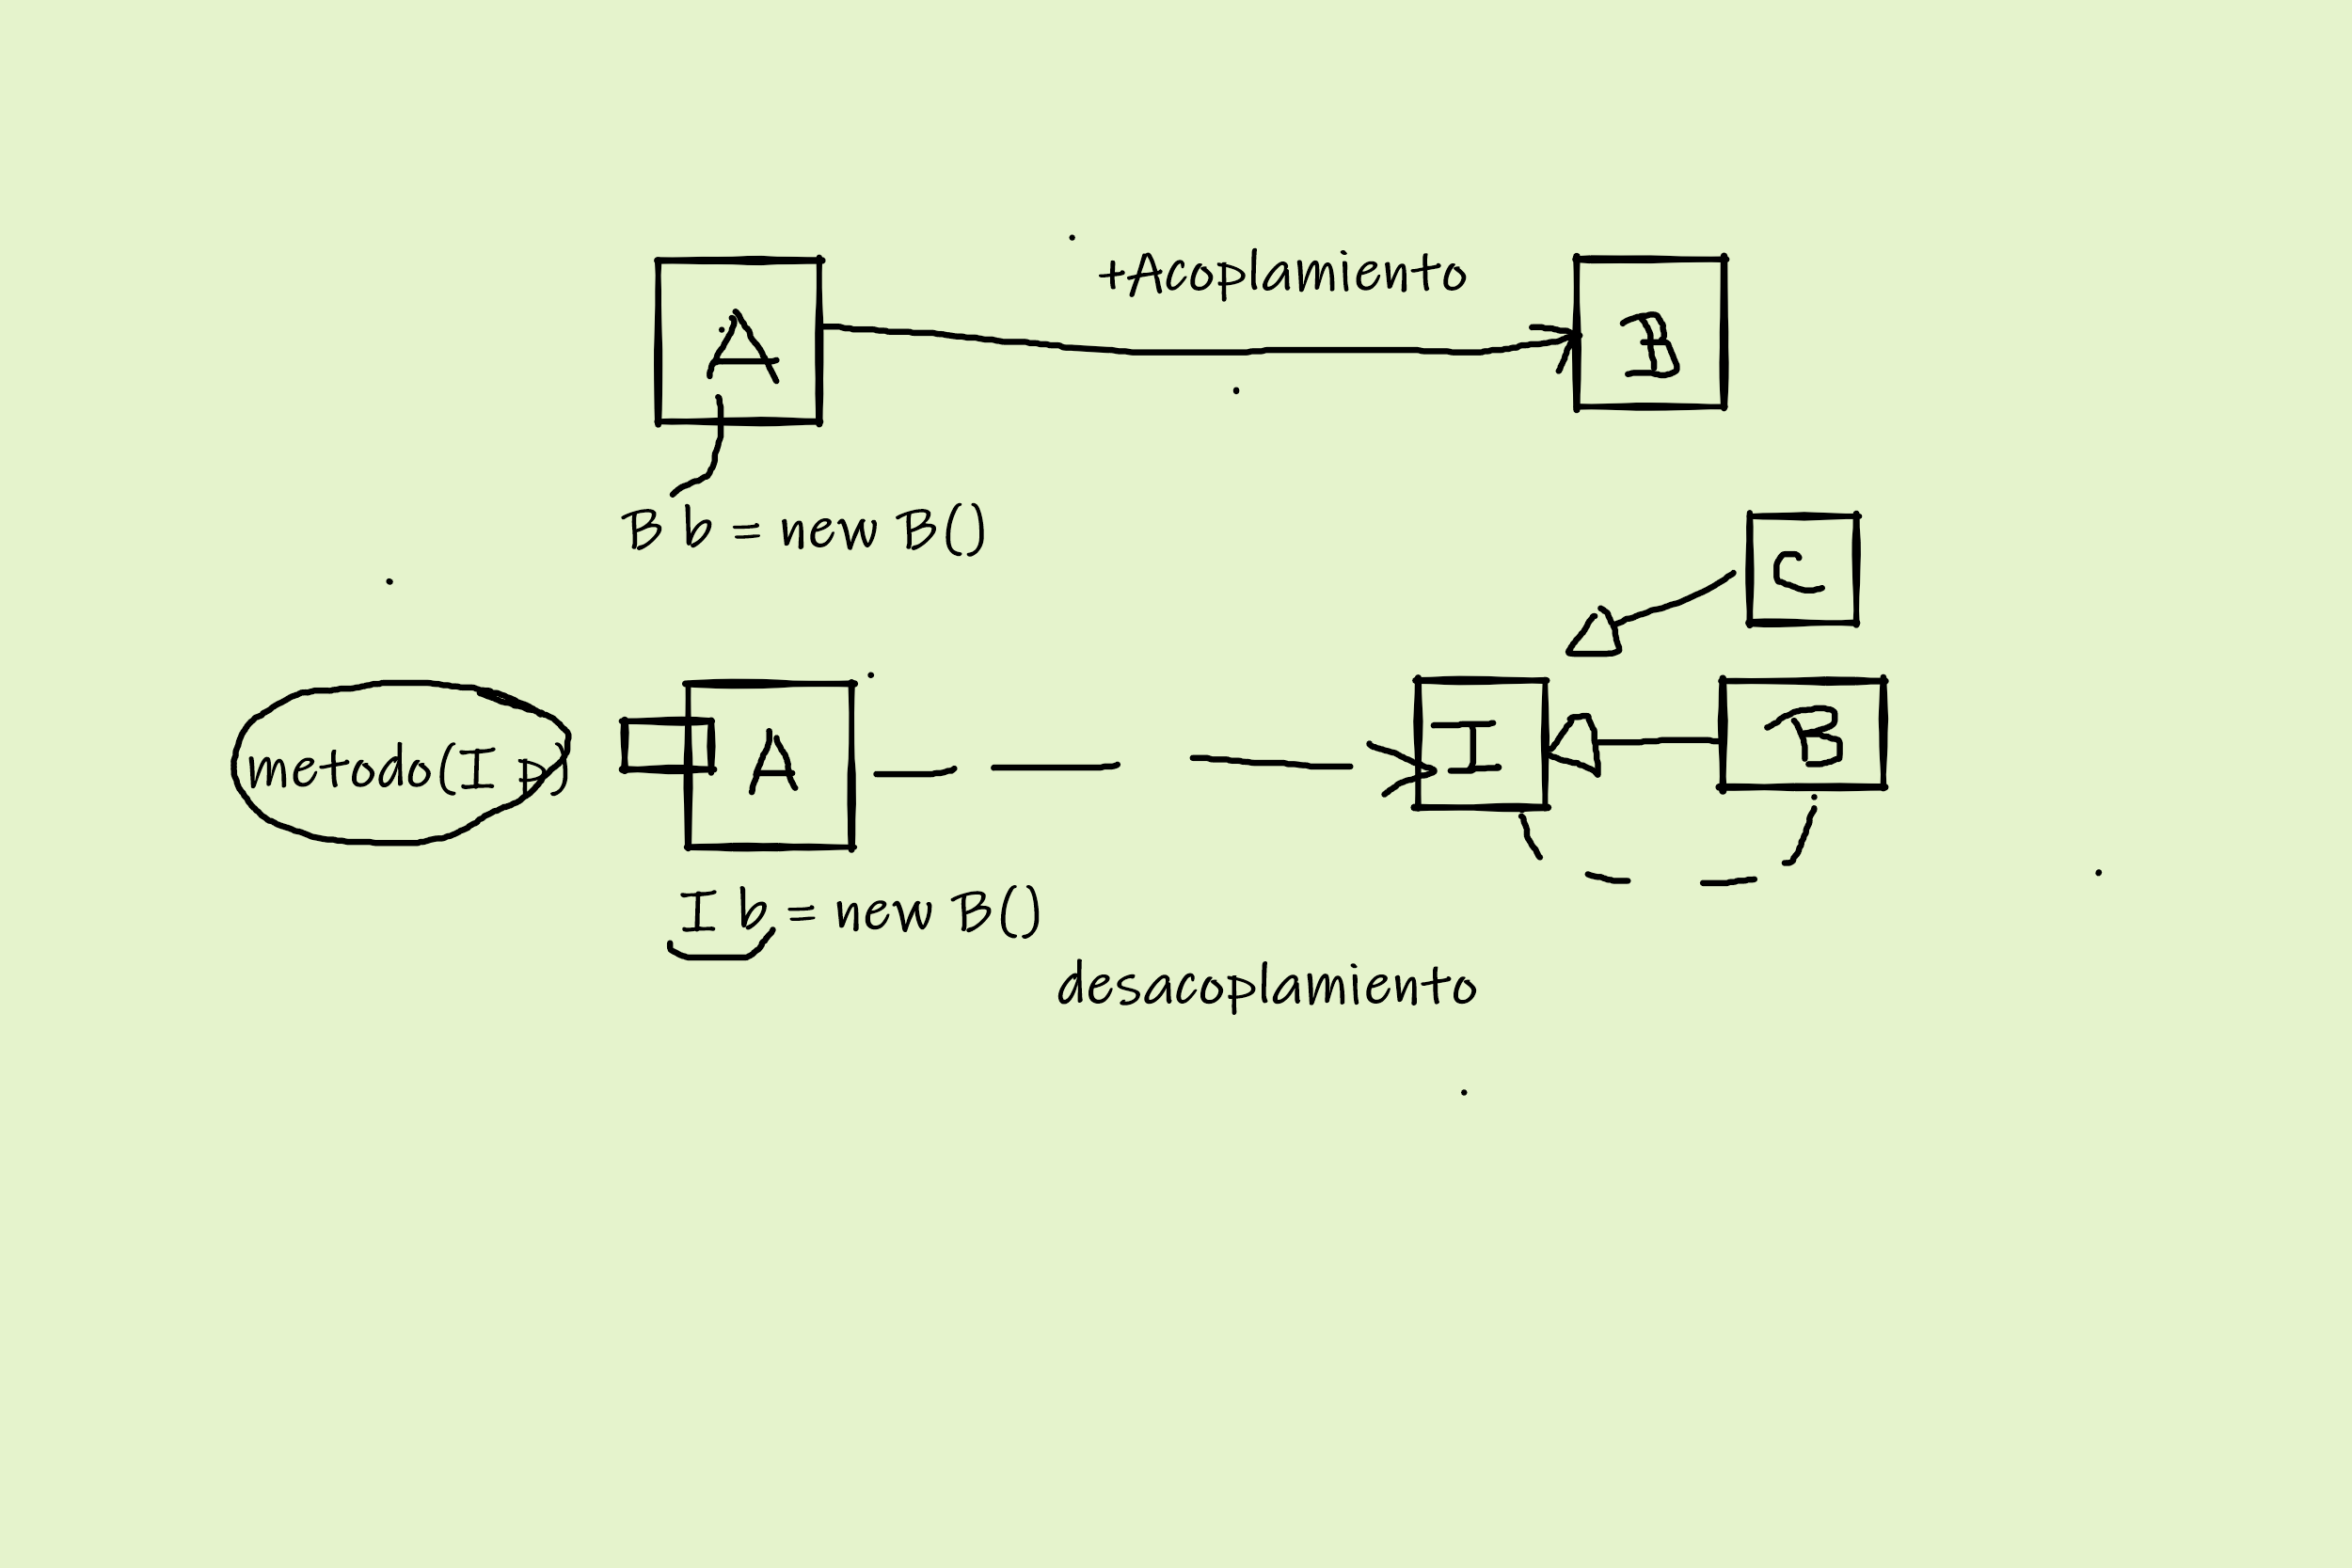 +Acoplamiento
A
B
B b = new B()
C
metodo(I b)
A
I
B
I b = new B()
desacoplamiento